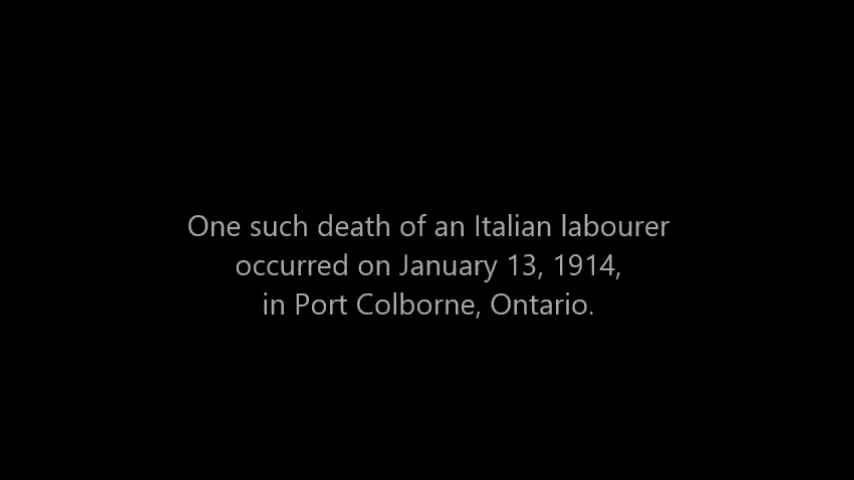 One such death of an Italian labourer
occurred on January 13, 1914,
in Port Colborne, Ontario.